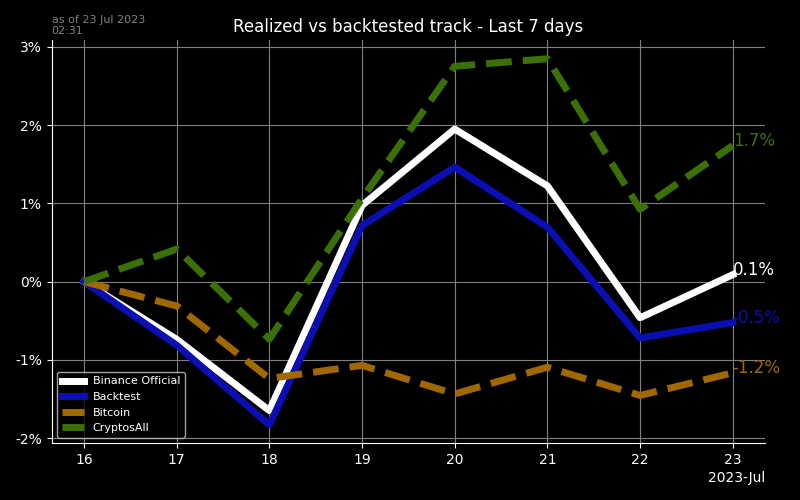 as of 23 Jul 2023
02:31
Realized vs backtested track - Last 7 days
3%
2%
1%
0%
-1%
-2%
1.7%
0.1%
-0.5%
-1.2%
Binance Official
Backtest
Bitcoin
CryptosAll
16 17 18 19 20 21 22 23
2023-Jul